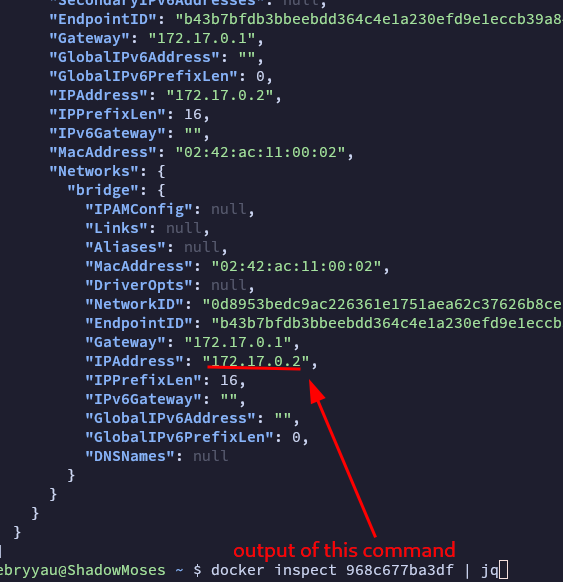 "SecondaryIPv6Addresses": null,
"EndpointID": "b43b7bfdb3bbeebdd364c4e1a230efd9e1eccb39a8
"Gateway": "172.17.0.1",
"GlobalIPv6Address": "",
"GlobalIPv6PrefixLen": 0,
"IPAddress": "172.17.0.2",
"IPPrefixLen": 16,
"IPv6Gateway": "",
"MacAddress": "02:42:ac:11:00:02",
"Networks": {
"bridge": {
"IPAMConfig": null,
"Links": null,
"Aliases": null,
"MacAddress": "02:42:ac:11:00:02",
"DriverOpts": null,
"NetworkID": "0d8953bedc9ac226361e1751aea62c37626b8ce
"EndpointID": "b43b7bfdb3bbeebdd364c4e1a230efd9e1eccb
"Gateway": "172.17.0.1",
"IPAddress": "172.17.0.2",
"IPPrefixLen": 16,
"IPv6Gateway": "",
"GlobalIPv6Address": "",
"GlobalIPv6PrefixLen": 0,
"DNSNames": null
}
}
}
}
]
output of this command
ebryyau@ShadowMoses ~ $ docker inspect 968c677ba3df | jq